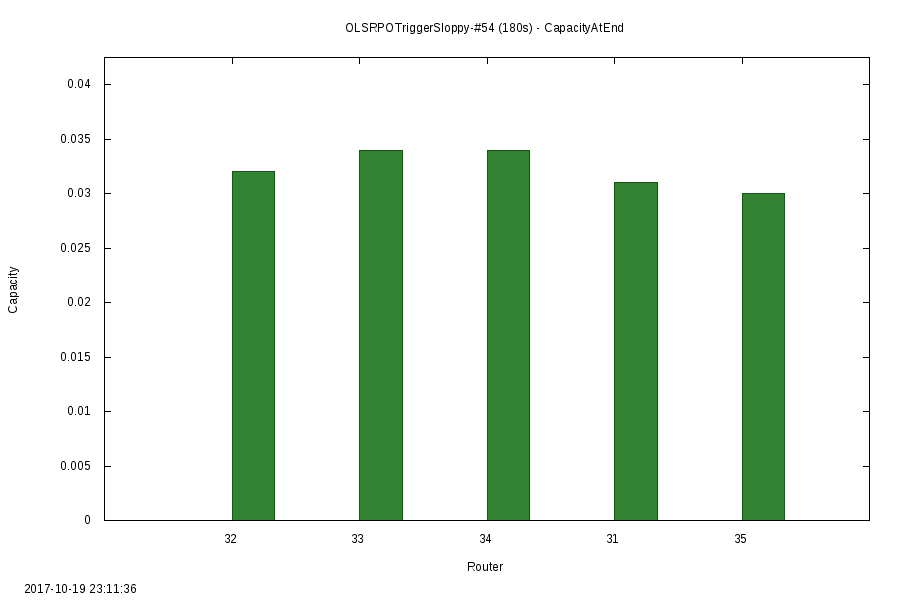 OLSRPOTriggerSloppy-#54 (180s) - CapacityAtEnd
0.04
0.035
0.03
0.025
0.02
0.015
0.01
0.005
0
Capacity
32 33 34 31 35
Router
2017-10-19 23:11:36